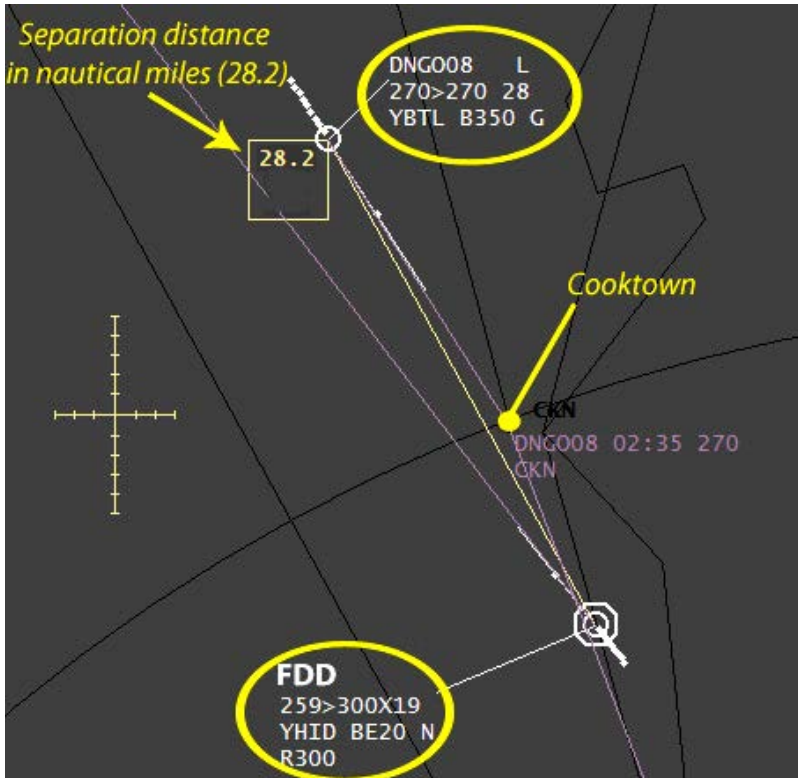 Separation distance
in nautical miles (28.2)
DNGO08 L
270>270 28
YBTL B350 G
28.2
Cooktown
CKN
DNGO08 02:35 270
CKN
FDD
259>300X19
YHID BE20 N
R300